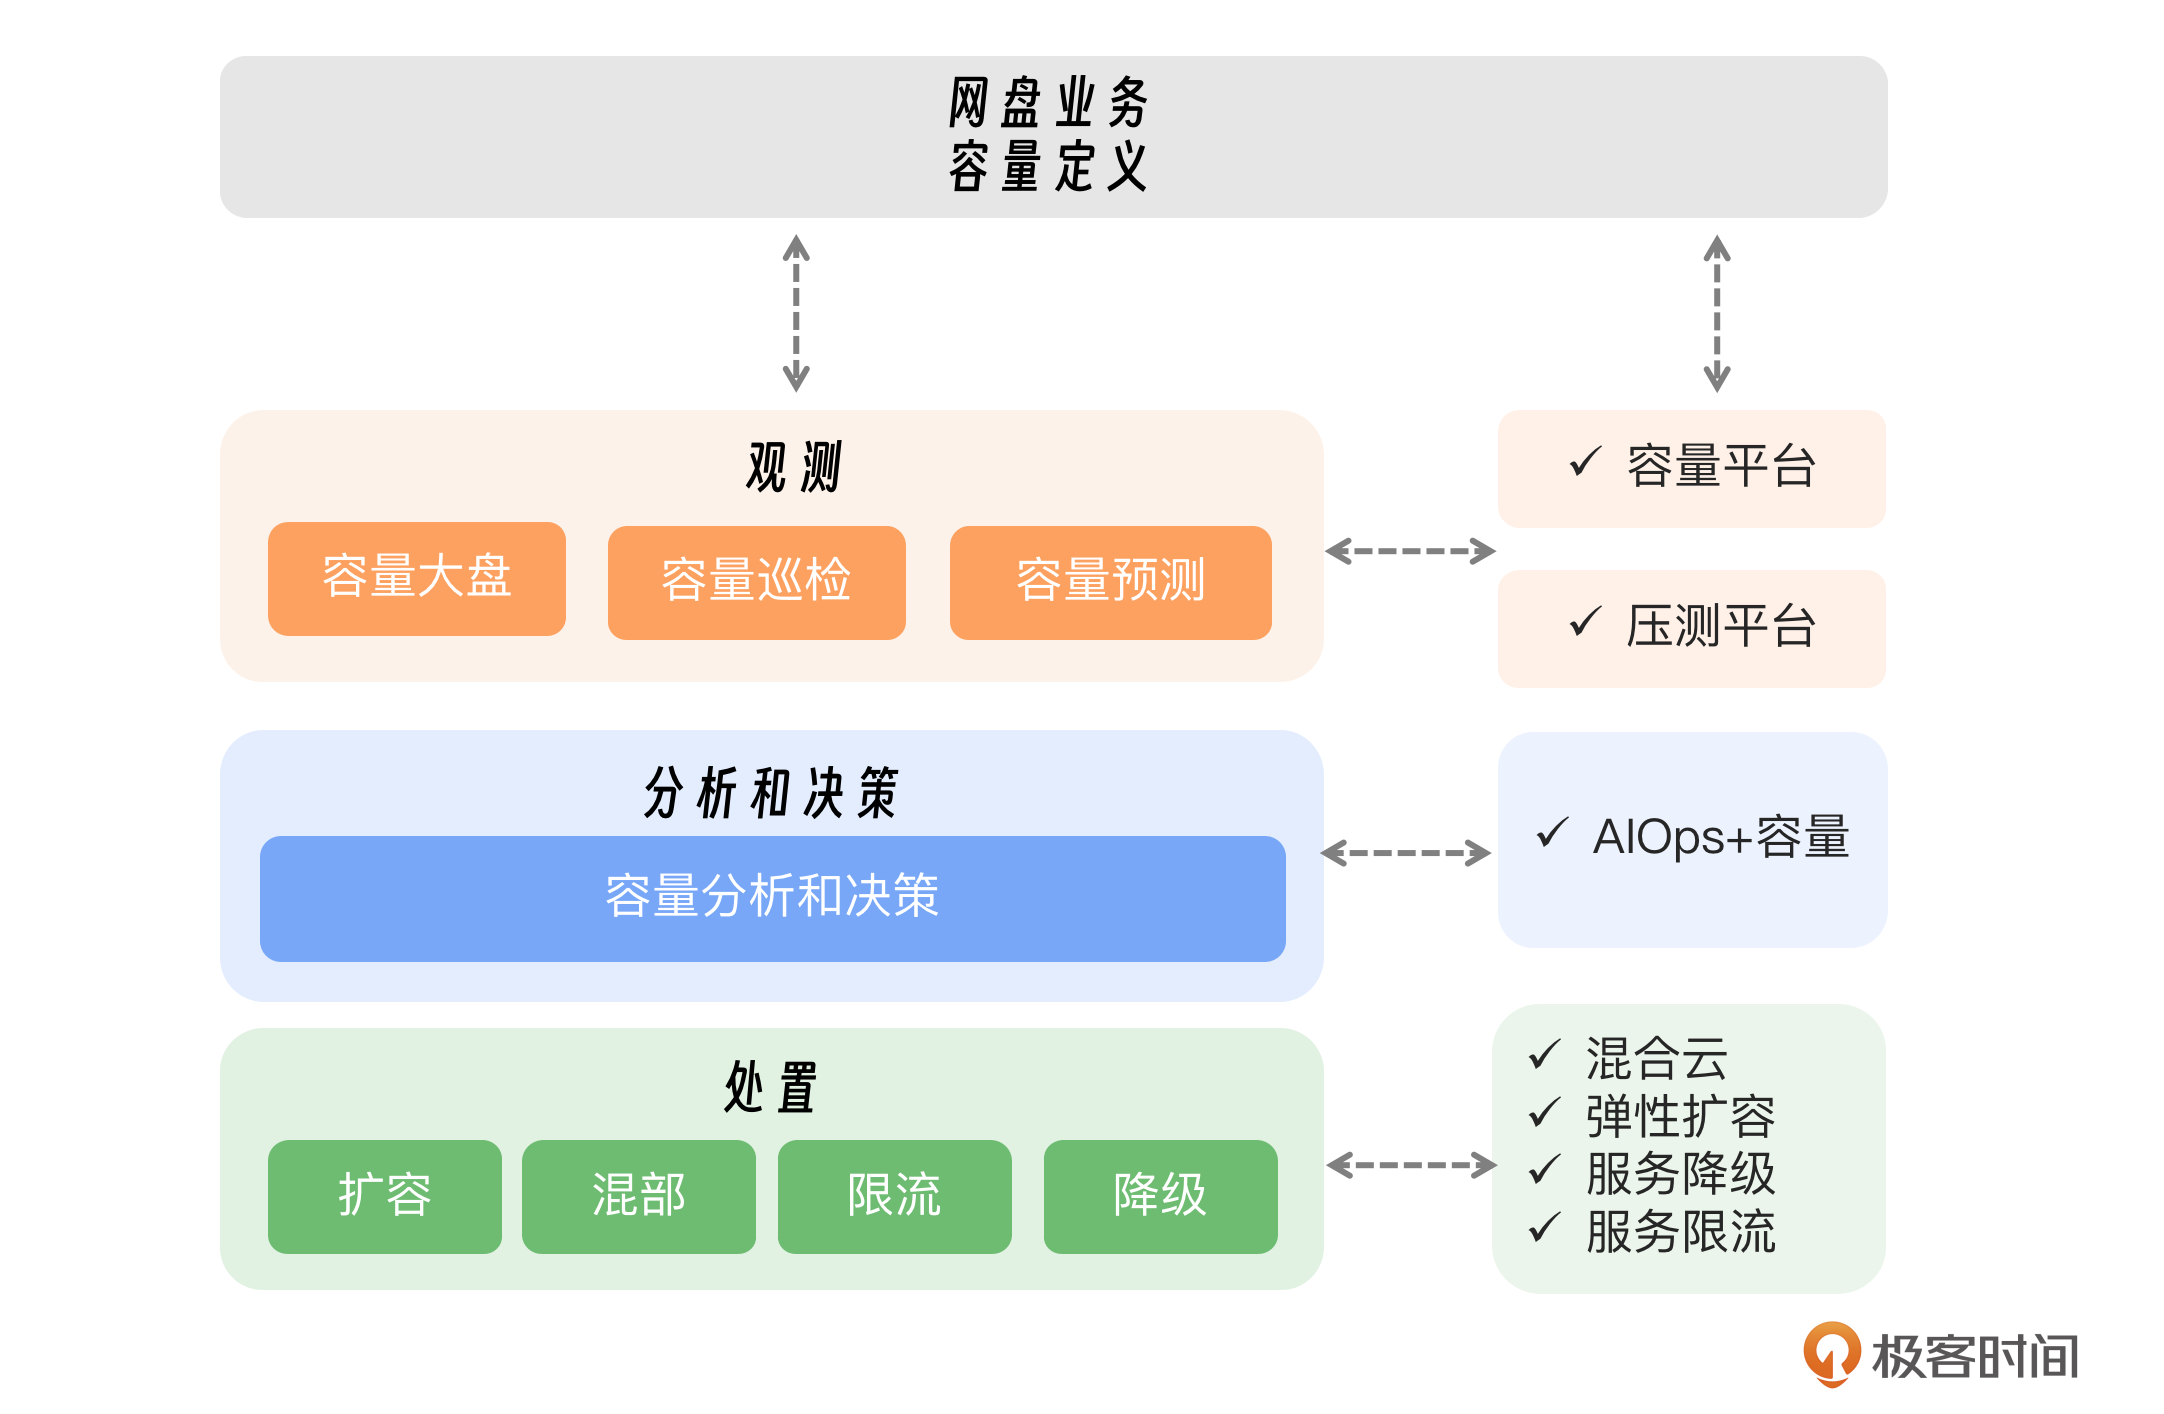 网盘业务
容量定义
观测
容量大盘
容量巡检
容量预测
✓ 容量平台
✓ 压测平台
分析和决策
容量分析和决策
✓ AIOps+容量
处置
扩容
混部
限流
降级
✓ 混合云
✓ 弹性扩容
✓ 服务降级
✓ 服务限流
极客时间